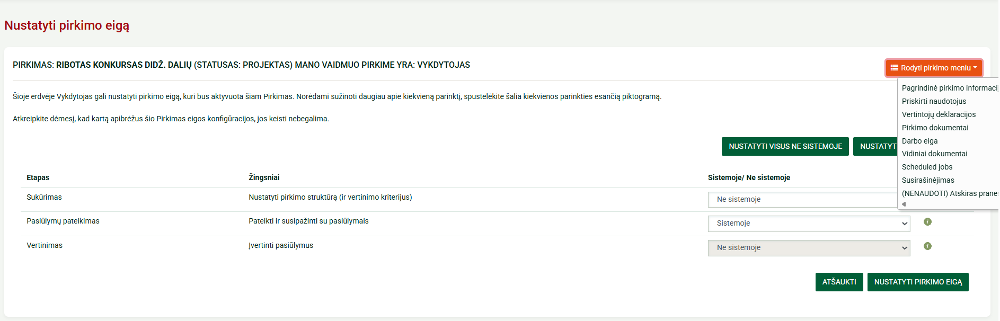 Nustatyti pirkimo eigą
PIRKIMAS: RIBOTAS KONKURSAS DIDŽ. DALIŲ (STATUSAS: PROJEKTAS) MANO VAIDMUO PIRKIME YRA: VYKDYTOJAS
Rodyti pirkimo meniu
Pagrindinė pirkimo informacij
Priskirti naudotojus
Vertintojų deklaracijos
Pirkimo dokumentai
Darbo eiga
Vidiniai dokumentai
Scheduled jobs
Susirašinėjimas
(NENAUDOTI) Atskiras pranes
Šioje erdvėje Vykdytojas gali nustatyti pirkimo eigą, kuri bus aktyvuota šiam Pirkimas. Norėdami sužinoti daugiau apie kiekvieną parinktį, spustelėkite šalia kiekvienos parinkties esančią piktogramą.
Atkreipkite dėmesį, kad kartą apibrėžus šio Pirkimas eigos konfigūracijos, jos keisti nebegalima.
NUSTATYTI VISUS NE SISTEMOJE NUSTATYT
Etapas Žingsniai Sistemoje/ Ne sistemoje
Sukūrimas Nustatyti pirkimo struktūrą (ir vertinimo kriterijus) Ne sistemoje
Pasiūlymų pateikimas Pateikti ir susipažinti su pasiūlymais Sistemoje
Vertinimas Įvertinti pasiūlymus Ne sistemoje
ATŠAUKTI NUSTATYTI PIRKIMO EIGĄ